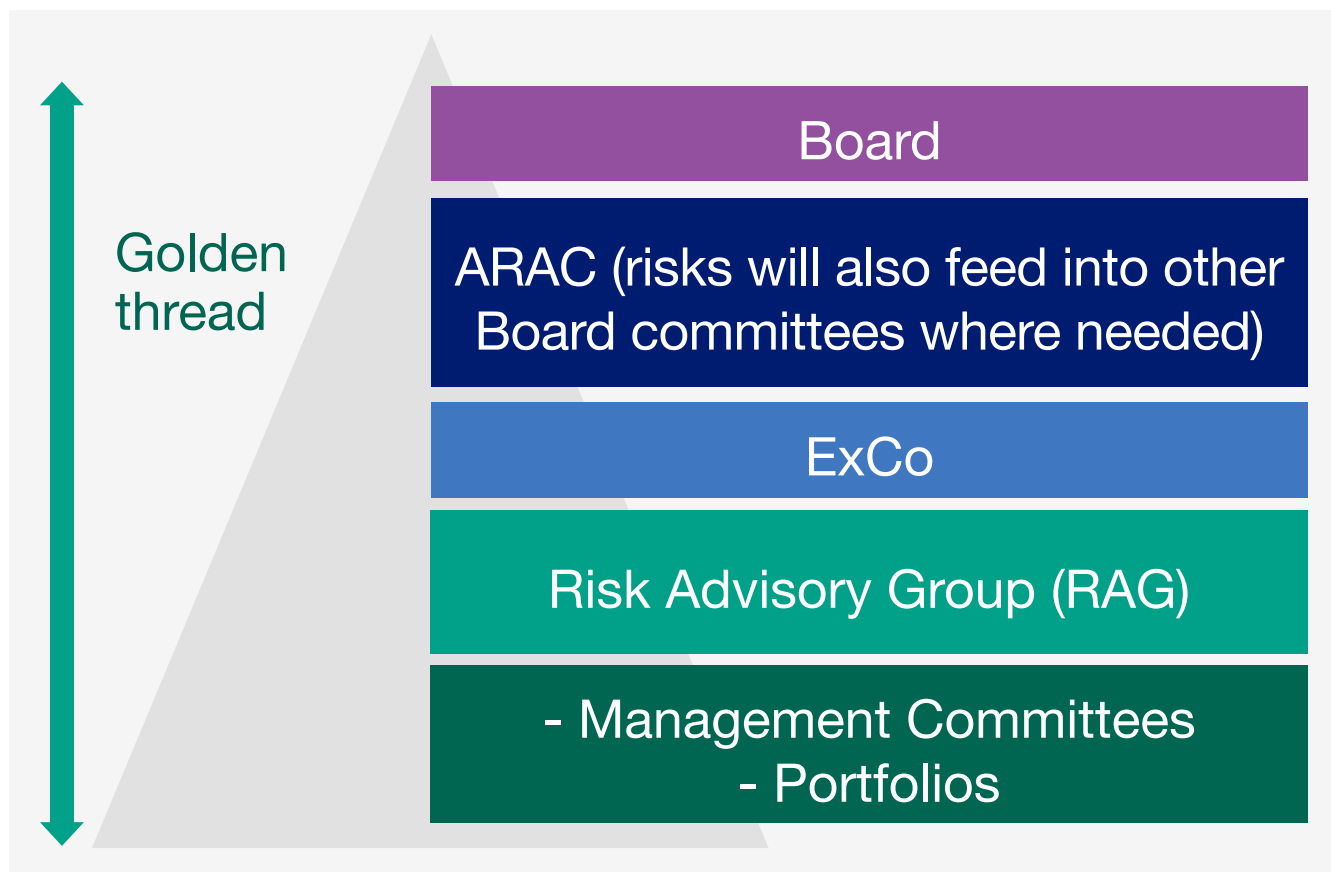 Golden
thread
Board
ARAC (risks will also feed into other
Board committees where needed)
ExCo
Risk Advisory Group (RAG)
- Management Committees
- Portfolios